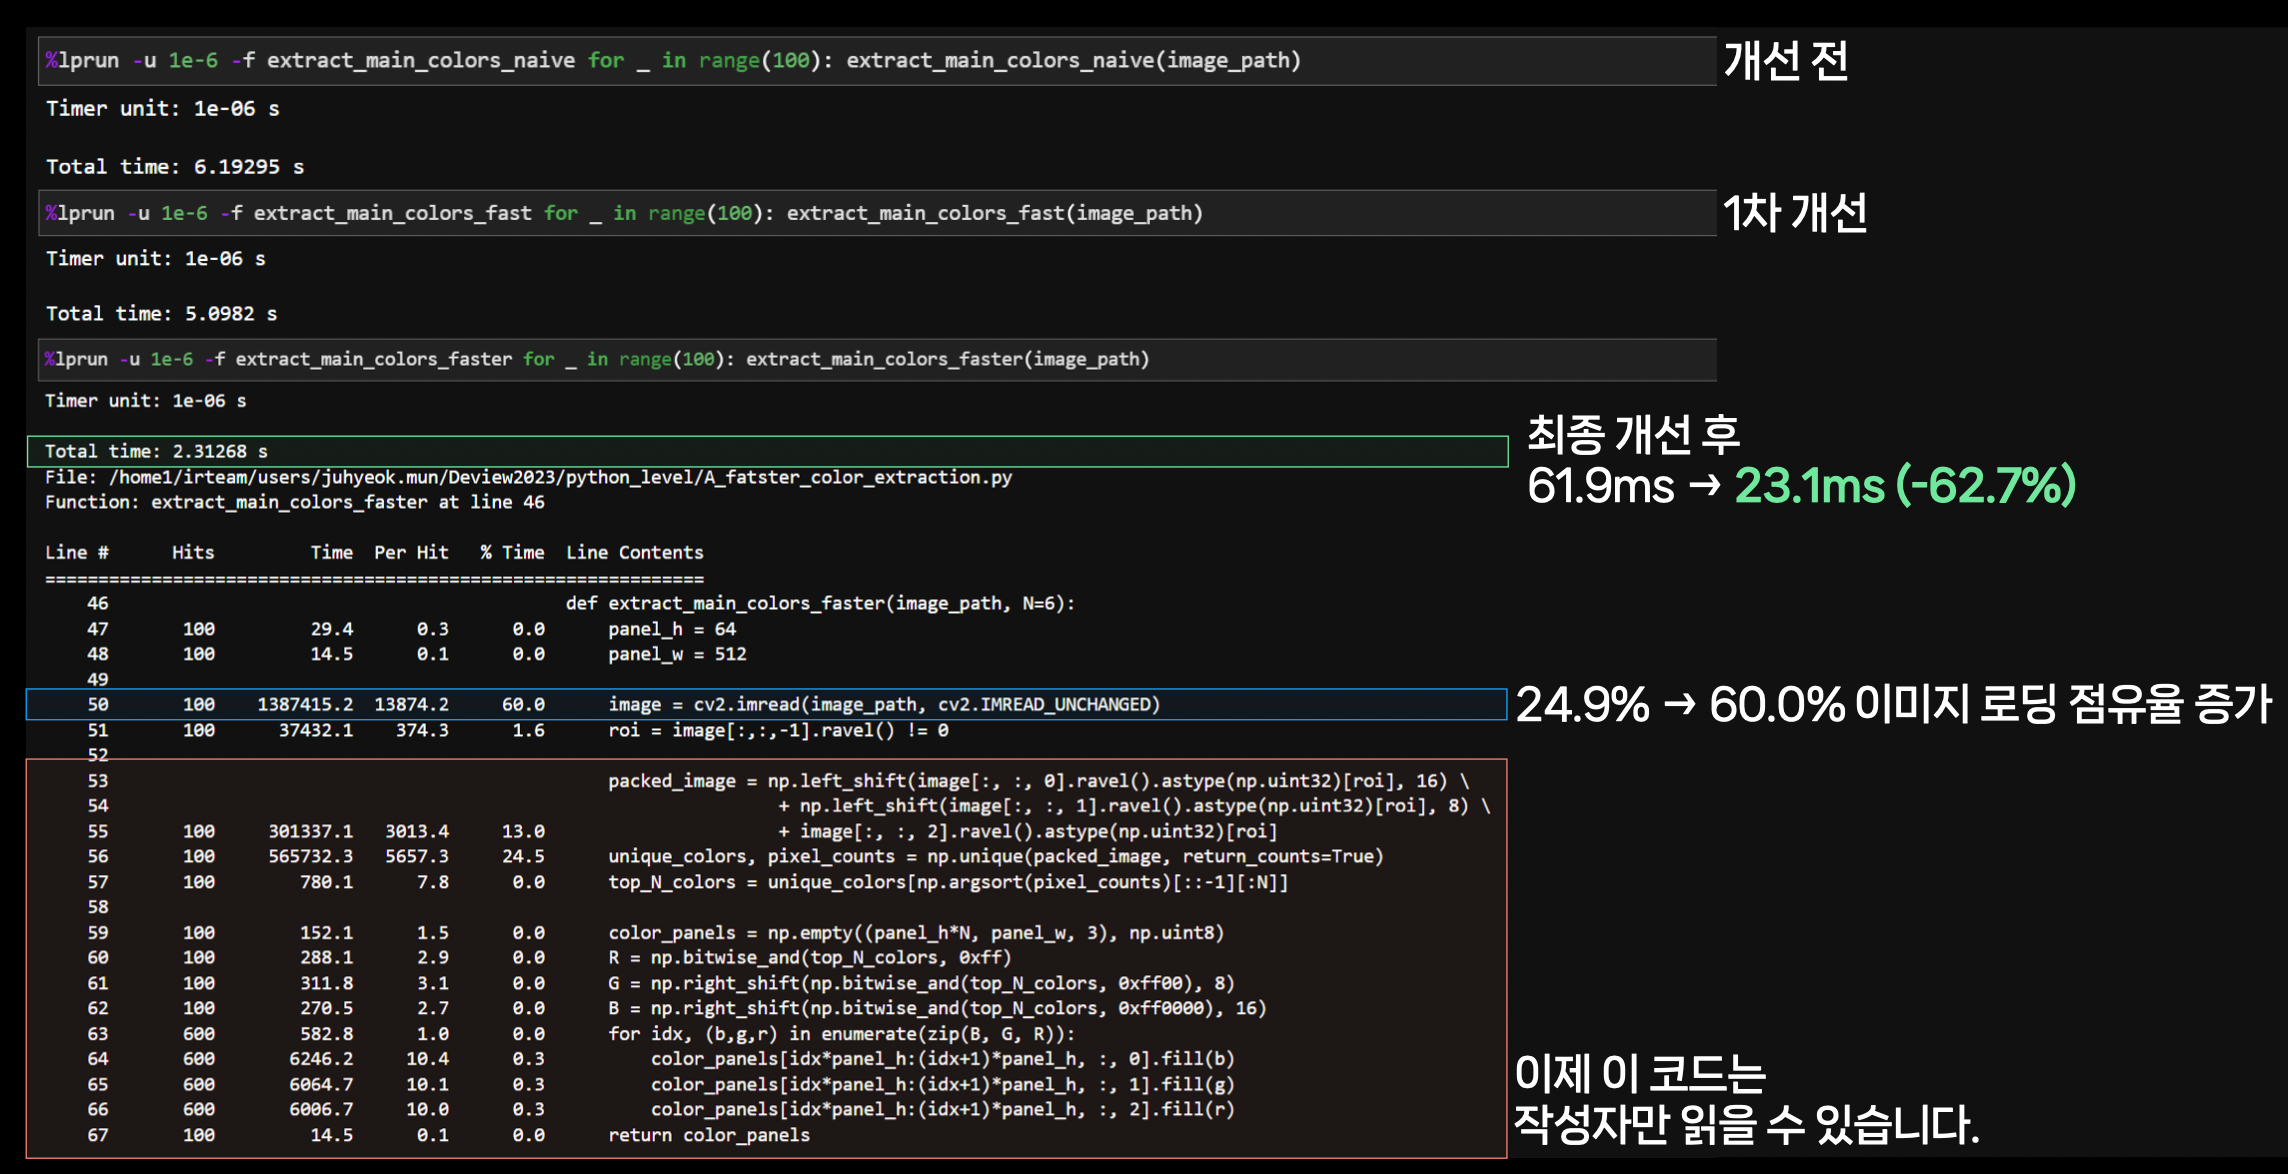 %lprun -u 1e-6 -f extract_main_colors_naive for _ in range(100): extract_main_colors_naive(image_path)
개선 전
Timer unit: 1e-06 s
Total time: 6.19295 s
%lprun -u 1e-6 -f extract_main_colors_fast for _ in range(100): extract_main_colors_fast(image_path)
1차 개선
Timer unit: 1e-06 s
Total time: 5.0982 s
%lprun -u 1e-6 -f extract_main_colors_faster for _ in range(100): extract_main_colors_faster(image_path)
Timer unit: 1e-06 s
최종 개선 후
61.9ms → 23.1ms (-62.7%)
Total time: 2.31268 s
File: /home1/irteam/users/juhyeok.mun/Deview2023/python_level/A_fatster_color_extraction.py
Function: extract_main_colors_faster at line 46
Line # Hits Time Per Hit % Time Line Contents
==============================================================
46 def extract_main_colors_faster(image_path, N=6):
47 100 29.4 0.3 0.0 panel_h = 64
48 100 14.5 0.1 0.0 panel_w = 512
49
50 100 1387415.2 13874.2 60.0 image = cv2.imread(image_path, cv2.IMREAD_UNCHANGED)
24.9% → 60.0% 이미지 로딩 점유율 증가
51 100 37432.1 374.3 1.6 roi = image[:,:,-1].ravel() != 0
52
53 packed_image = np.left_shift(image[:, :, 0].ravel().astype(np.uint32)[roi], 16) \
54 + np.left_shift(image[:, :, 1].ravel().astype(np.uint32)[roi], 8) \
55 100 301337.1 3013.4 13.0 + image[:, :, 2].ravel().astype(np.uint32)[roi]
56 100 565732.3 5657.3 24.5 unique_colors, pixel_counts = np.unique(packed_image, return_counts=True)
57 100 780.1 7.8 0.0 top_N_colors = unique_colors[np.argsort(pixel_counts)[::-1][:N]]
58
59 100 152.1 1.5 0.0 color_panels = np.empty((panel_h*N, panel_w, 3), np.uint8)
60 100 288.1 2.9 0.0 R = np.bitwise_and(top_N_colors, 0xff)
61 100 311.8 3.1 0.0 G = np.right_shift(np.bitwise_and(top_N_colors, 0xff00), 8)
62 100 270.5 2.7 0.0 B = np.right_shift(np.bitwise_and(top_N_colors, 0xff0000), 16)
63 600 582.8 1.0 0.0 for idx, (b,g,r) in enumerate(zip(B, G, R)):
64 600 6246.2 10.4 0.3 color_panels[idx*panel_h:(idx+1)*panel_h, :, 0].fill(b)
65 600 6064.7 10.1 0.3 color_panels[idx*panel_h:(idx+1)*panel_h, :, 1].fill(g)
66 600 6006.7 10.0 0.3 color_panels[idx*panel_h:(idx+1)*panel_h, :, 2].fill(r)
67 100 14.5 0.1 0.0 return color_panels
이제 이 코드는
작성자만 읽을 수 있습니다.